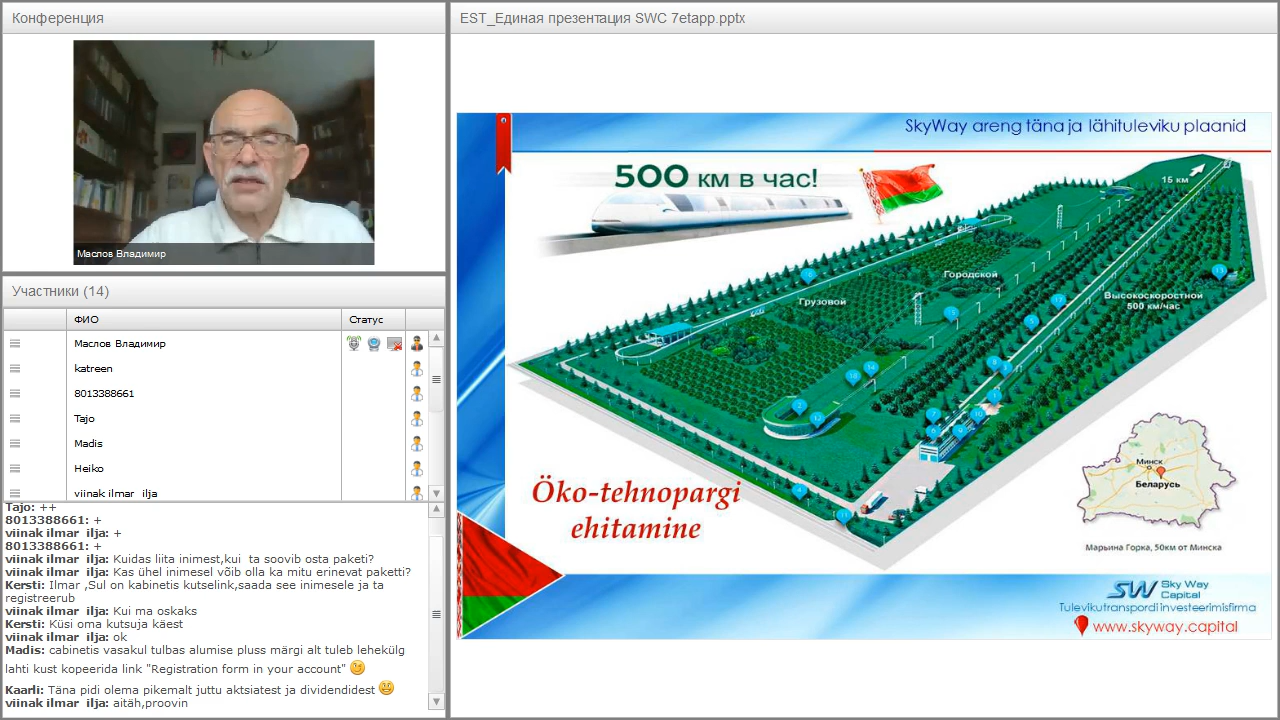 Конференция
Маслов Владимир
Участники (14)
ФИО
Статус
Маслов Владимир
katreen
8013388661
Tajo
Madis
Heiko
viinak ilmar ilja
Tajo: ++
8013388661: +
viinak ilmar ilja: +
8013388661: +
viinak ilmar ilja: Kuidas liita inimest,kui ta soovib osta paketi?
viinak ilmar ilja: Kas ühel inimesel võib olla ka mitu erinevat paketti?
Kersti: Ilmar ,Sul on kabinetis kutselink,saada see inimesele ja ta
registreerub
viinak ilmar ilja: Kui ma oskaks
Kersti: Küsi oma kutsuja käest
viinak ilmar ilja: ok
Madis: cabinetis vasakul tulbas alumise pluss märgi alt tuleb lehekülg
lahti kust kopeerida link "Registration form in your account"
Kaarli: Täna pidi olema pikemalt juttu aktsiatest ja dividendidest
viinak ilmar ilja: aitäh,proovin
EST_Единая презентация SWC 7etapp.pptx
SkyWay areng täna ja lähituleviku plaanid
500 км в час!
15 км
Городской
Грузовой
Высокоскоростной
500 км/час
Öko-tehnopargi
ehitamine
Минск
Беларусь
Марьина Горка, 50км от Минска
SW Sky Way
Capital
Tulevikutranspordi investeerimisfirma
www.skyway.capital